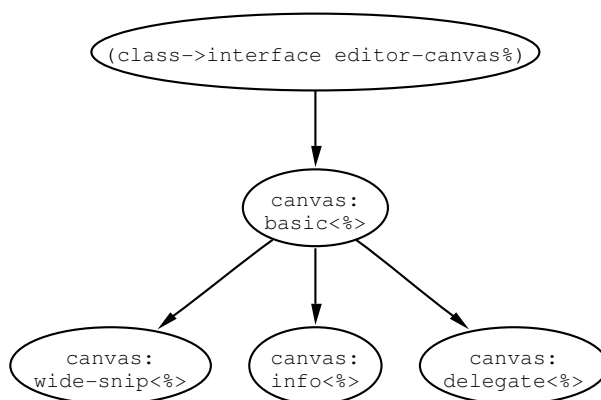 (class->interface editor-canvas%)
canvas:
basic<%>
canvas:
wide-snip<%>
canvas:
info<%>
canvas:
delegate<%>